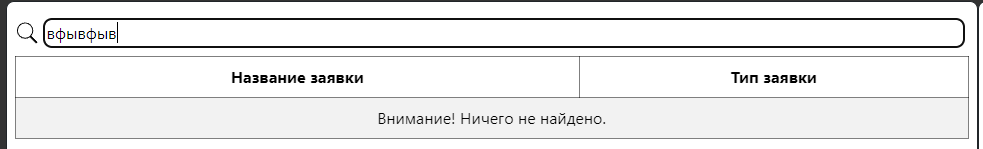 вфывфыв
Название заявки Тип заявки
Внимание! Ничего не найдено.